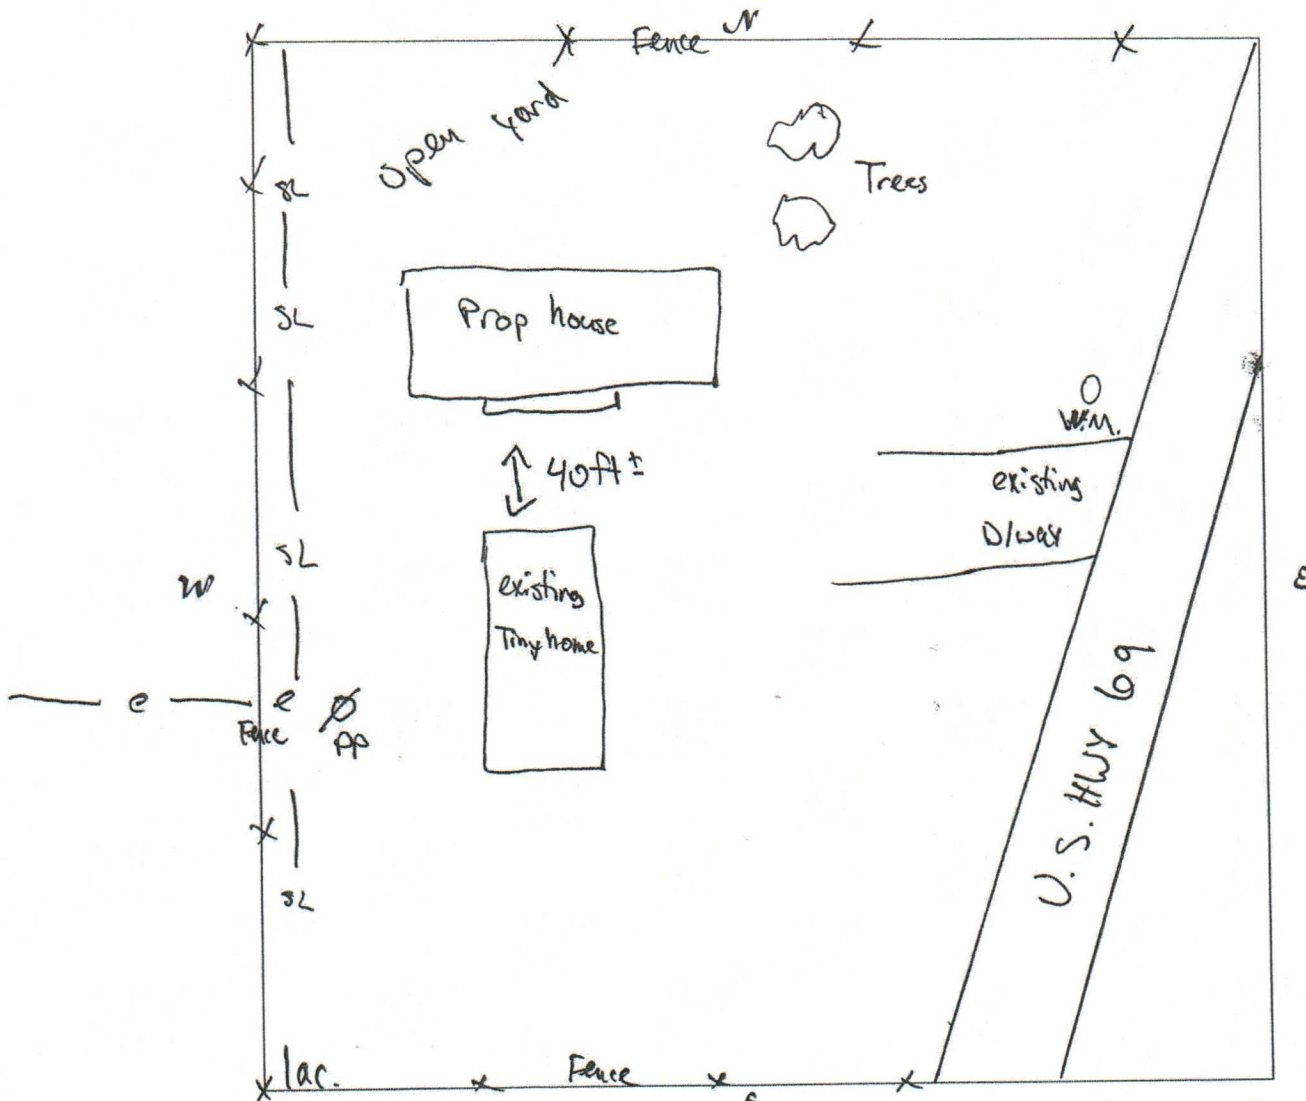 N
Fence
Open yard
SL
Trees
Prop house
SL
W.M.
40ft ±
existing
D/way
SL
W
existing
Tiny home
E
e
e
Fence
PP
U.S. HWY 69
SL
1ac.
Fence
S